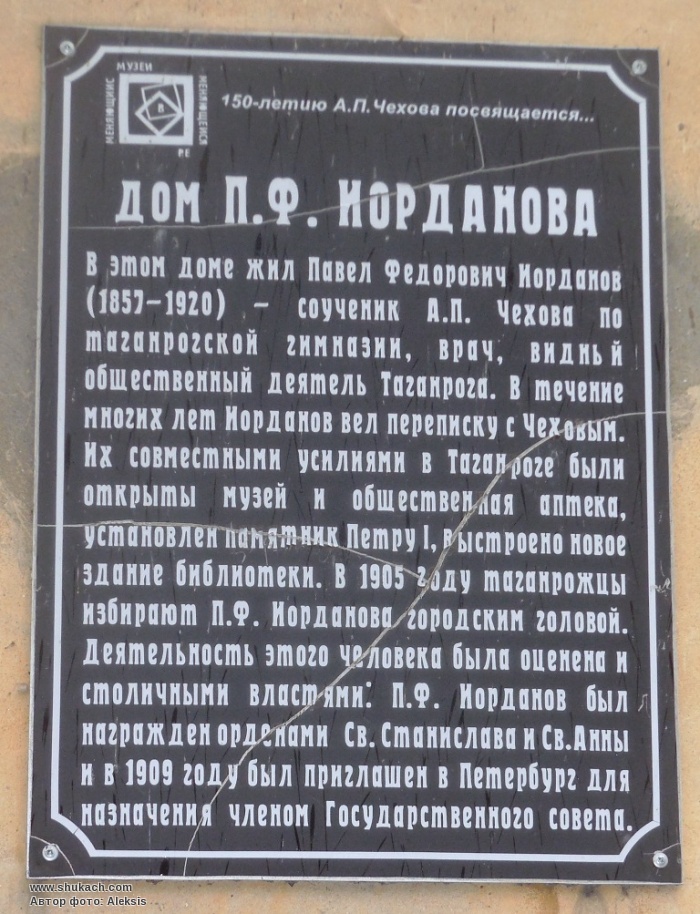 МУЗЕЙ
В
МЕНЯЮЩЕМСЯ
150-летию А.П.Чехова посвящается...
ДОМ П.Ф. ИОРДАНОВА
В этом доме жил Павел Федорович Иорданов
(1857–1920) – соученик А.П. Чехова по
таганрогской гимназии, врач, видный
общественный деятель Таганрога. В течение
многих лет Иорданов вел переписку с Чеховым.
Их совместными усилиями в Таганроге были
открыты музей и общественная аптека,
установлен памятник Петру I, выстроено новое
здание библиотеки. В 1905 году таганрожцы
избирают П.Ф. Иорданова городским головой.
Деятельность этого человека была оценена и
столичными властями: П.Ф. Иорданов был
награжден орденами Св. Станислава и Св.Анны
и в 1909 году был приглашен в Петербург для
назначения членом Государственного совета.
www.shukach.com
Автор фото: Aleksis